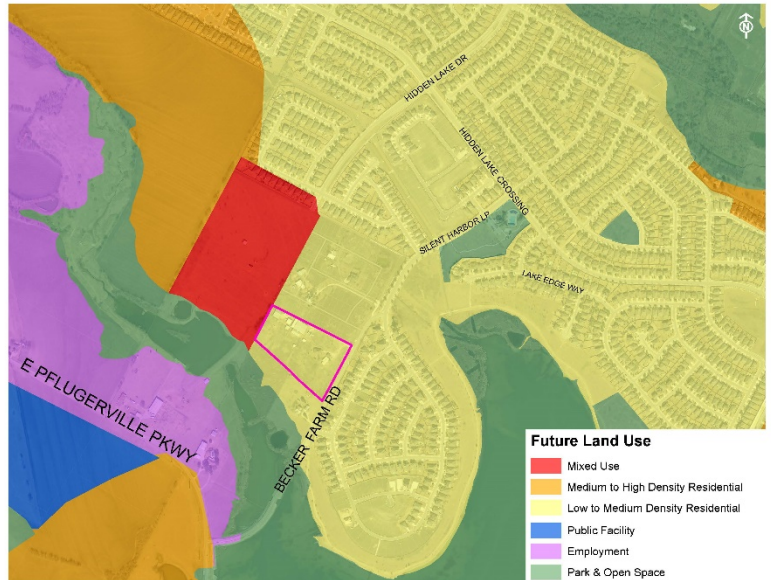 N
HIDDEN LAKE DR
HIDDEN LAKE CROSSING
SILENT HARBOR LP
LAKE EDGE WAY
E PFLUGERVILLE PKWY
BECKER FARM RD
Future Land Use
Mixed Use
Medium to High Density Residential
Low to Medium Density Residential
Public Facility
Employment
Park & Open Space